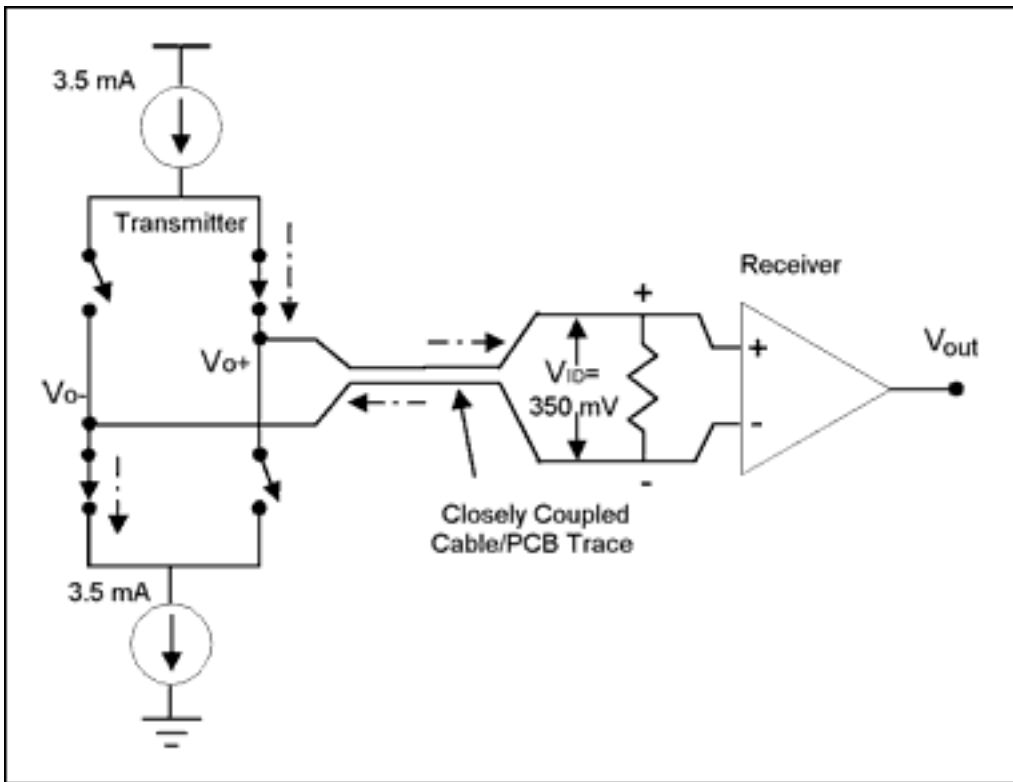 3.5 mA
Transmitter
Receiver
+
Vo+
Vo-
VID=
350 mV
+
-
Vout
-
Closely Coupled
Cable/PCB Trace
3.5 mA